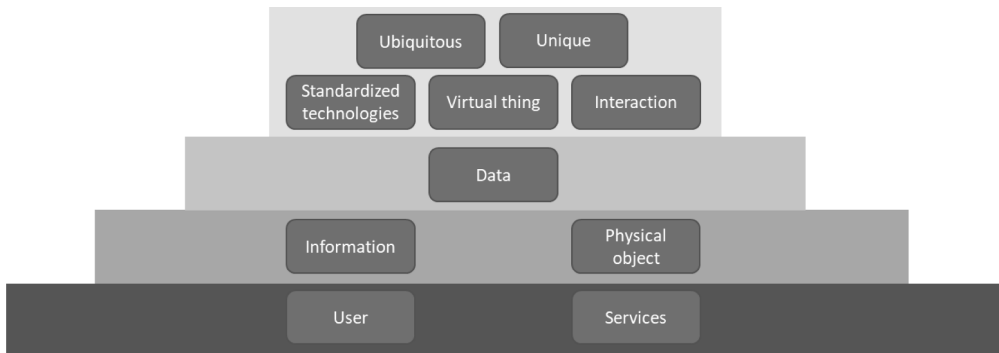 Ubiquitous
Unique
Standardized
technologies
Virtual thing
Interaction
Data
Information
Physical
object
User
Services